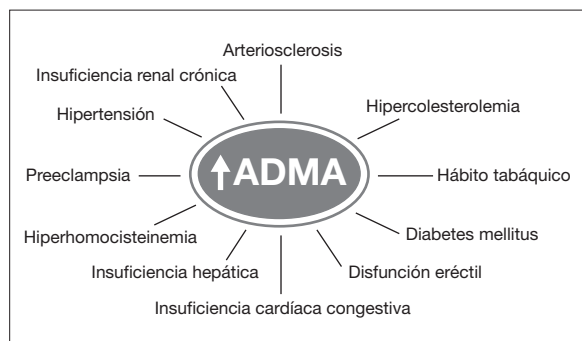 Arteriosclerosis
Insuficiencia renal crónica
Hipercolesterolemia
Hipertensión
↑ADMA
Preeclampsia
Hábito tabáquico
Hiperhomocisteinemia
Diabetes mellitus
Insuficiencia hepática
Disfunción eréctil
Insuficiencia cardíaca congestiva